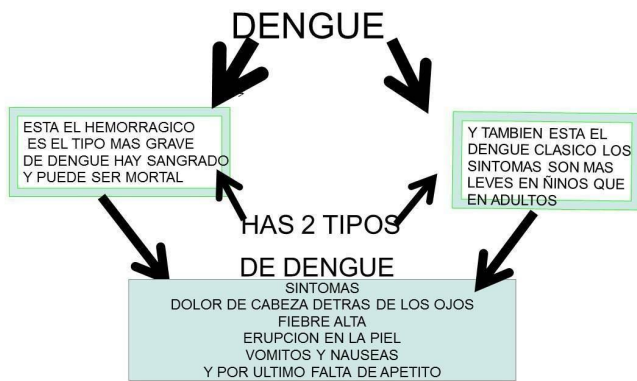 DENGUE
ESTA EL HEMORRAGICO
ES EL TIPO MAS GRAVE
DE DENGUE HAY SANGRADO
Y PUEDE SER MORTAL
Y TAMBIEN ESTA EL
DENGUE CLASICO LOS
SINTOMAS SON MAS
LEVES EN ÑINOS QUE
EN ADULTOS
HAS 2 TIPOS
DE DENGUE
SINTOMAS
DOLOR DE CABEZA DETRAS DE LOS OJOS
FIEBRE ALTA
ERUPCION EN LA PIEL
VOMITOS Y NAUSEAS
Y POR ULTIMO FALTA DE APETITO